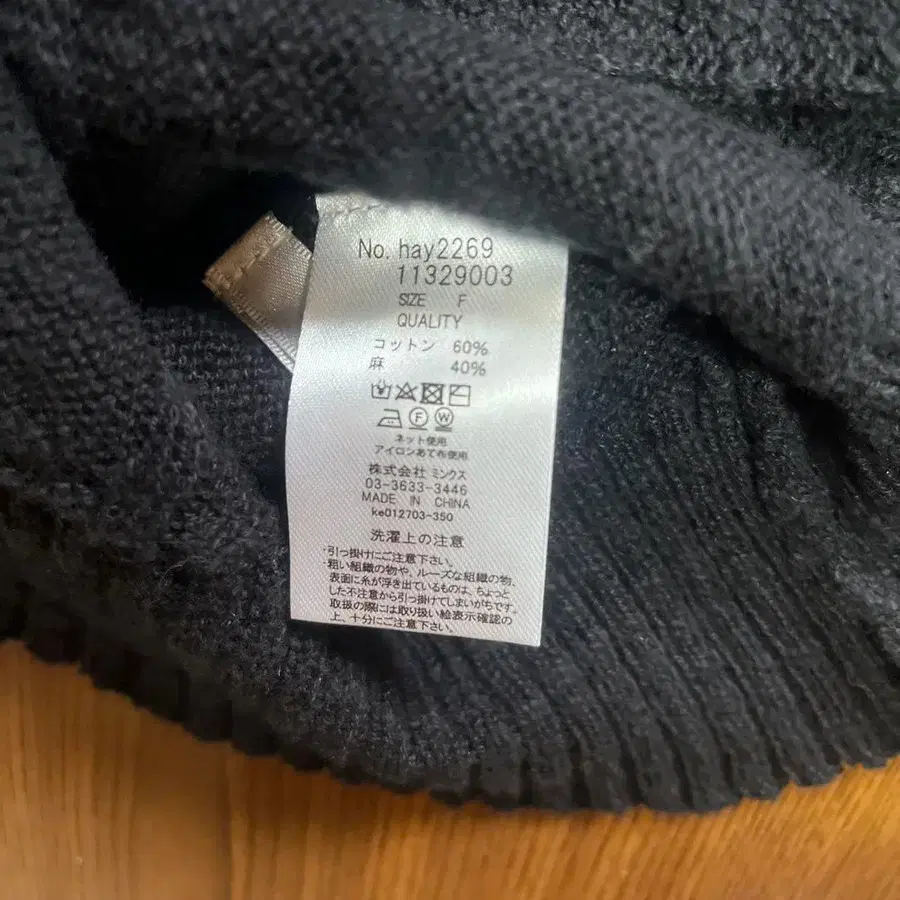 No. hay2269
11329003
SIZE F
QUALITY
コットン 60%
麻 40%
F W
ネット使用
アイロンあて布使用
株式会社 ミンクス
03-3633-3446
MADE IN CHINA
ke012703-350
洗濯上の注意
・引っ掛けにご注意下さい。
・粗い組織の物や、ルーズな組織の物、
表面に糸が浮き出ているものは、ちょっと
した不注意から引っ掛けてしまいがちです。
取扱の際には取り扱い絵表示確認の
上、十分にご注意下さい。